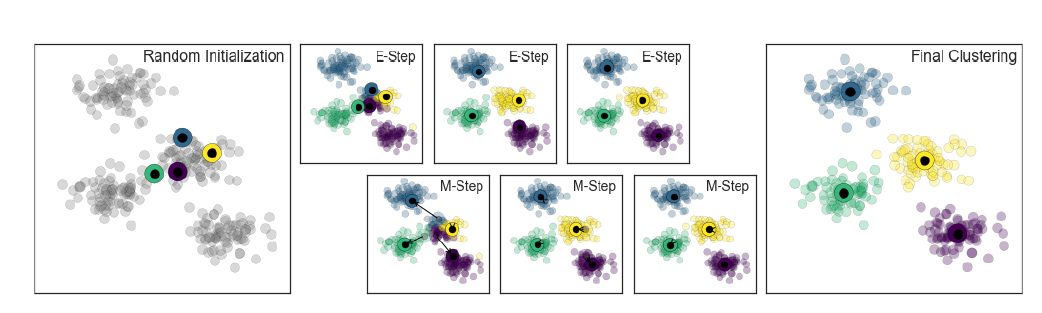 Random Initialization
E-Step
E-Step
E-Step
Final Clustering
M-Step
M-Step
M-Step